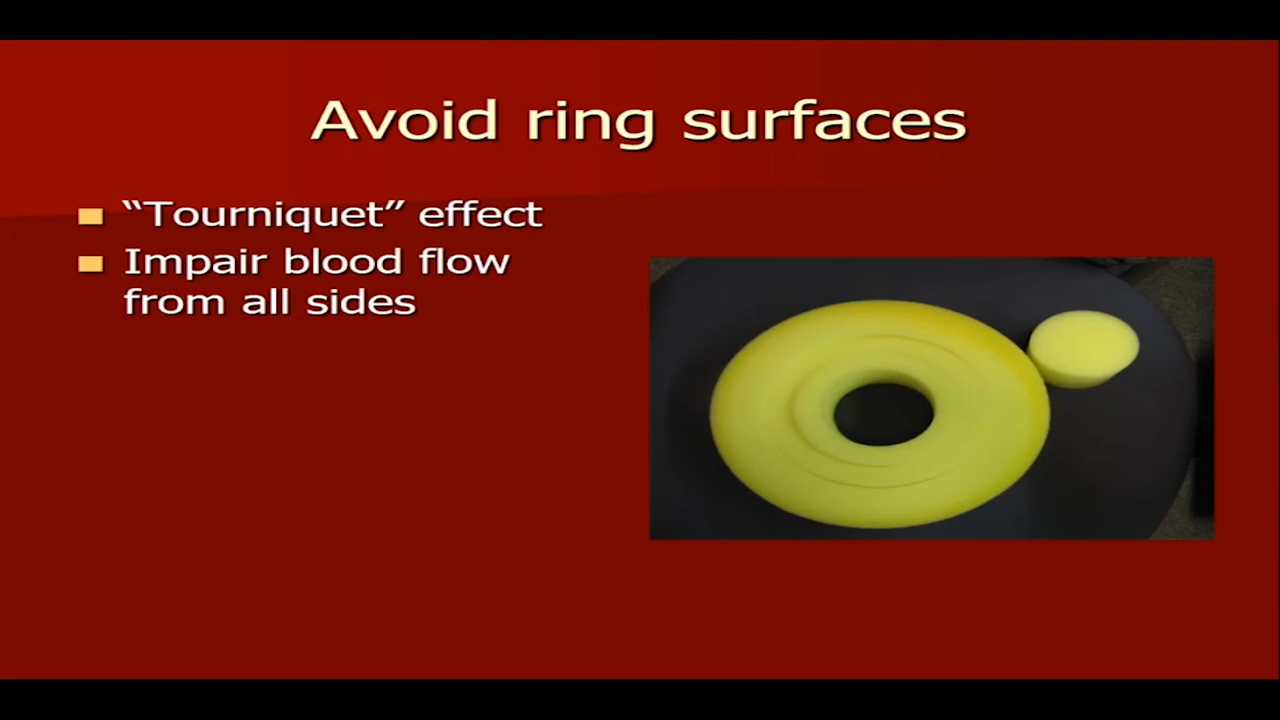 Avoid ring surfaces
“Tourniquet” effect
Impair blood flow
from all sides